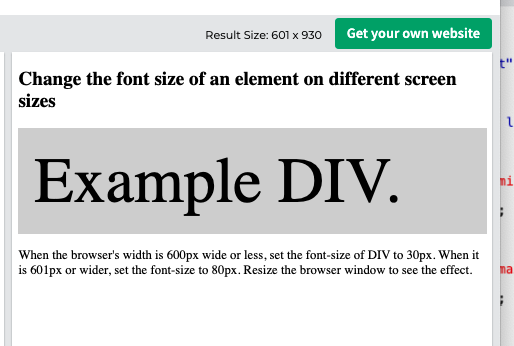 Result Size: 601 x 930
Get your own website
Change the font size of an element on different screen
sizes
Example DIV.
When the browser's width is 600px wide or less, set the font-size of DIV to 30px. When it
is 601px or wider, set the font-size to 80px. Resize the browser window to see the effect.
t"
l
mi
;
ma
;